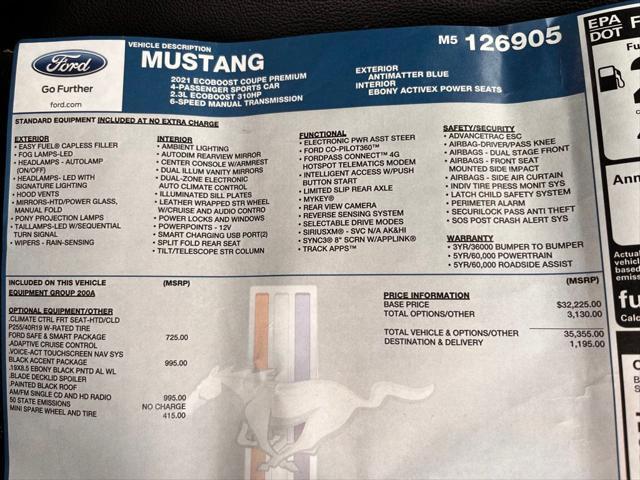 Ford
Go Further
ford.com
VEHICLE DESCRIPTION
MUSTANG
2021 ECOBOOST COUPE PREMIUM
4-PASSENGER SPORTS CAR
2.3L ECOBOOST 310HP
6-SPEED MANUAL TRANSMISSION
M5 126905
EXTERIOR
ANTIMATTER BLUE
INTERIOR
EBONY ACTIVEX POWER SEATS
STANDARD EQUIPMENT INCLUDED AT NO EXTRA CHARGE
EXTERIOR
• EASY FUEL® CAPLESS FILLER
• FOG LAMPS-LED
• HEADLAMPS - AUTOLAMP
(ON/OFF)
• HEADLAMPS- LED WITH
SIGNATURE LIGHTING
• HOOD VENTS
• MIRRORS-HTD/POWER GLASS,
MANUAL FOLD
• PONY PROJECTION LAMPS
• TAILLAMPS-LED W/SEQUENTIAL
TURN SIGNAL
• WIPERS - RAIN-SENSING
INTERIOR
• AMBIENT LIGHTING
• AUTODIM REARVIEW MIRROR
• CENTER CONSOLE W/ARMREST
• DUAL ILLUM VANITY MIRRORS
• DUAL-ZONE ELECTRONIC
AUTO CLIMATE CONTROL
• ILLUMINATED SILL PLATES
• LEATHER WRAPPED STR WHEEL
W/CRUISE AND AUDIO CONTRO
• POWER LOCKS AND WINDOWS
• POWERPOINTS - 12V
• SMART CHARGING USB PORT(2)
• SPLIT FOLD REAR SEAT
• TILT/TELESCOPE STR COLUMN
FUNCTIONAL
• ELECTRONIC PWR ASST STEER
• FORD CO-PILOT360™
• FORDPASS CONNECT™ 4G
HOTSPOT TELEMATICS MODEM
• INTELLIGENT ACCESS W/PUSH
BUTTON START
• LIMITED SLIP REAR AXLE
• MYKEY®
• REAR VIEW CAMERA
• REVERSE SENSING SYSTEM
• SELECTABLE DRIVE MODES
• SIRIUSXM® - SVC N/A AK&HI
• SYNC3® 8" SCRN W/APPLINK®
• TRACK APPS™
SAFETY/SECURITY
• ADVANCETRAC ESC
• AIRBAG-DRIVER/PASS KNEE
• AIRBAGS - DUAL STAGE FRONT
• AIRBAGS - FRONT SEAT
MOUNTED SIDE IMPACT
• AIRBAGS - SIDE AIR CURTAIN
• INDIV TIRE PRESS MONIT SYS
• LATCH CHILD SAFETY SYSTEM
• PERIMETER ALARM
• SECURILOCK PASS ANTI THEFT
• SOS POST CRASH ALERT SYS
WARRANTY
• 3YR/36000 BUMPER TO BUMPER
• 5YR/60,000 POWERTRAIN
• 5YR/60,000 ROADSIDE ASSIST
INCLUDED ON THIS VEHICLE (MSRP)
EQUIPMENT GROUP 200A
OPTIONAL EQUIPMENT/OTHER
.CLIMATE CTRL FRT SEAT-HTD/CLD
P255/40R19 W-RATED TIRE
FORD SAFE & SMART PACKAGE 725.00
.ADAPTIVE CRUISE CONTROL
.VOICE-ACT TOUCHSCREEN NAV SYS
BLACK ACCENT PACKAGE 995.00
.19X8.5 EBONY BLACK PNTD AL WL
.BLADE DECKLID SPOILER
.PAINTED BLACK ROOF
AM/FM SINGLE CD AND HD RADIO 995.00
50 STATE EMISSIONS NO CHARGE
MINI SPARE WHEEL AND TIRE 415.00
PRICE INFORMATION (MSRP)
BASE PRICE $32,225.00
TOTAL OPTIONS/OTHER 3,130.00
TOTAL VEHICLE & OPTIONS/OTHER 35,355.00
DESTINATION & DELIVERY 1,195.00
EPA
DOT
Fu
2
Ann
Actual
vehicle
based
emiss
fu
Calc